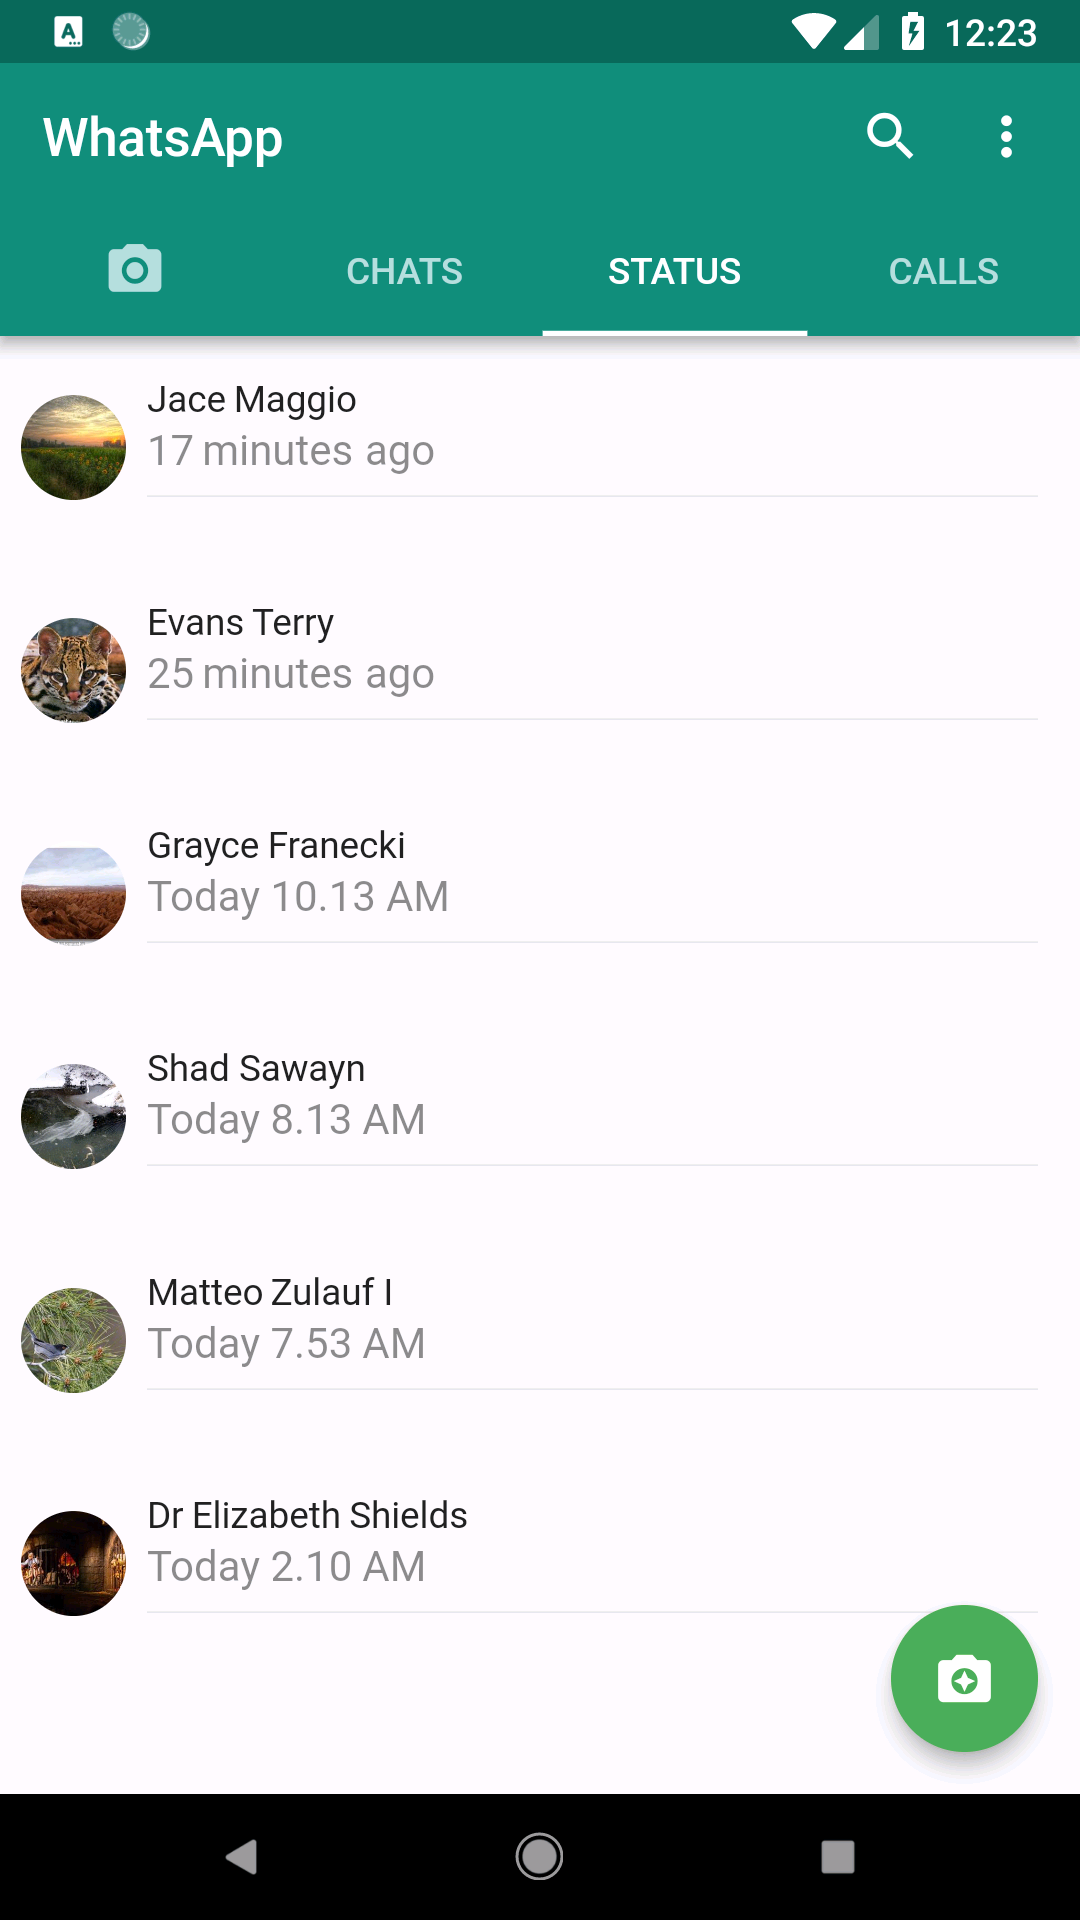 12:23
WhatsApp
CHATS STATUS CALLS
Jace Maggio
17 minutes ago
Evans Terry
25 minutes ago
Grayce Franecki
Today 10.13 AM
Shad Sawayn
Today 8.13 AM
Matteo Zulauf I
Today 7.53 AM
Dr Elizabeth Shields
Today 2.10 AM